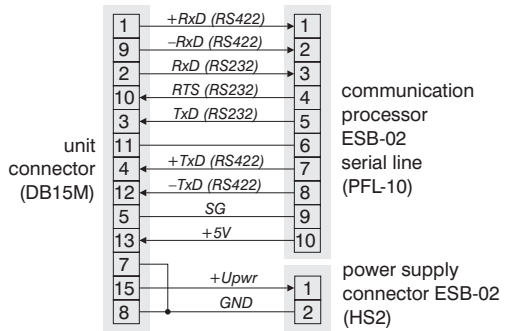 1 +RxD (RS422) 1
9 –RxD (RS422) 2
2 RxD (RS232) 3
10 RTS (RS232) 4
3 TxD (RS232) 5
11 6
4 +TxD (RS422) 7
12 –TxD (RS422) 8
5 SG 9
13 +5V 10
7
15 +Upwr 1
8 GND 2
unit
connector
(DB15M)
communication
processor
ESB-02
serial line
(PFL-10)
power supply
connector ESB-02
(HS2)